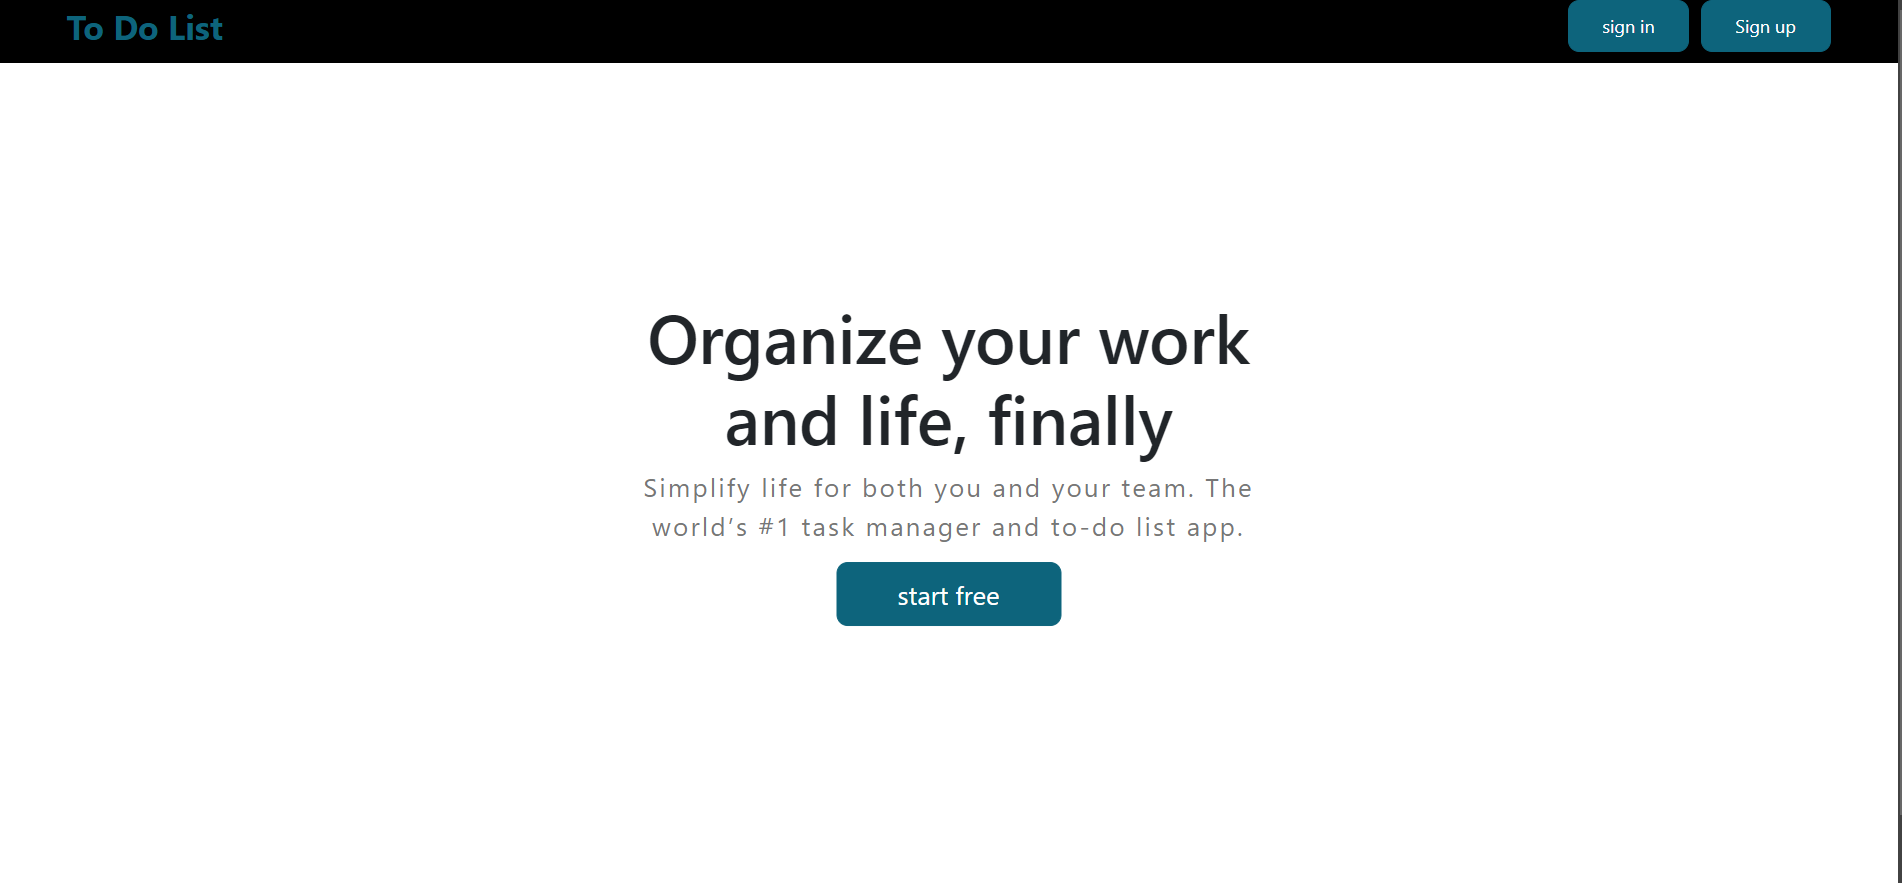 To Do List
sign in
Sign up
Organize your work
and life, finally
Simplify life for both you and your team. The
world’s #1 task manager and to-do list app.
start free